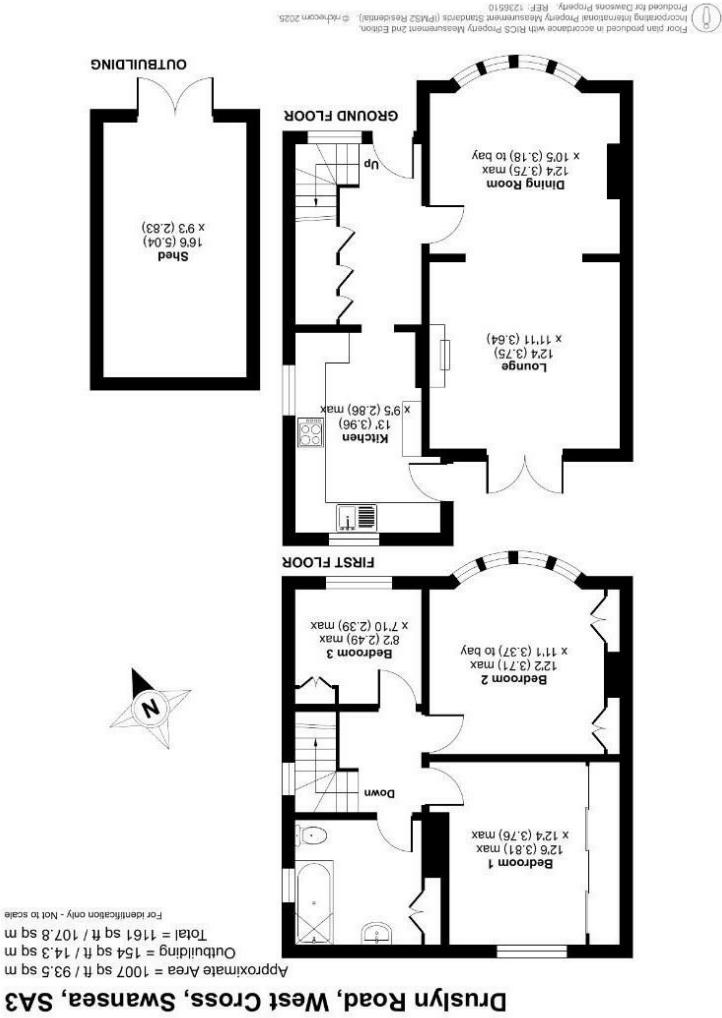 Druslyn Road, West Cross, Swansea, SA3
Approximate Area = 1007 sq ft / 93.5 sq m
Outbuilding = 154 sq ft / 14.3 sq m
Total = 1161 sq ft / 107.8 sq m
For identification only - Not to scale
Bedroom 1
12'6 (3.81) max
x 12'4 (3.76) max
Down
N
Bedroom 2
12'2 (3.71) max
x 11'1 (3.37) to bay
Bedroom 3
8'2 (2.49) max
x 7'10 (2.39) max
FIRST FLOOR
Kitchen
13' (3.96)
x 9'5 (2.86) max
Lounge
12'4 (3.75)
x 11'11 (3.64)
Shed
16'6 (5.04)
x 9'3 (2.83)
Dining Room
12'4 (3.75) max
x 10'5 (3.18) to bay
Up
GROUND FLOOR
OUTBUILDING
Floor plan produced in accordance with RICS Property Measurement 2nd Edition.
Incorporating International Property Measurement Standards (IPMS2 Residential). © nichecom 2025.
Produced for Dawsons Property. REF: 1236510